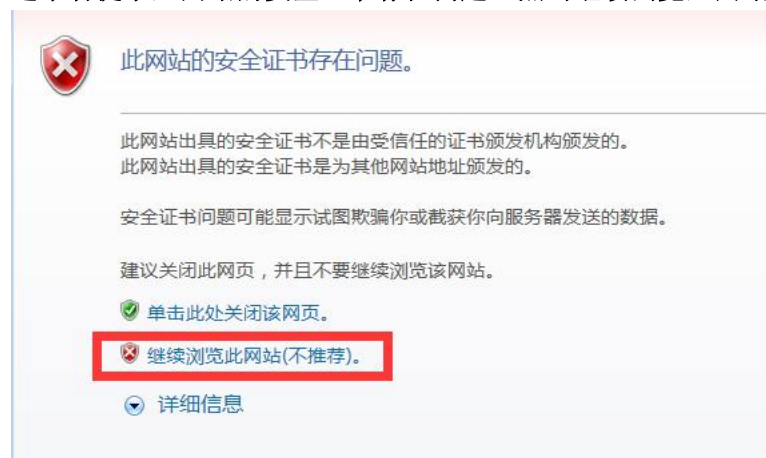 此网站的安全证书存在问题。
此网站出具的安全证书不是由受信任的证书颁发机构颁发的。
此网站出具的安全证书是为其他网站地址颁发的。
安全证书问题可能显示试图欺骗你或截获你向服务器发送的数据。
建议关闭此网页，并且不要继续浏览该网站。
单击此处关闭该网页。
继续浏览此网站(不推荐)。
详细信息